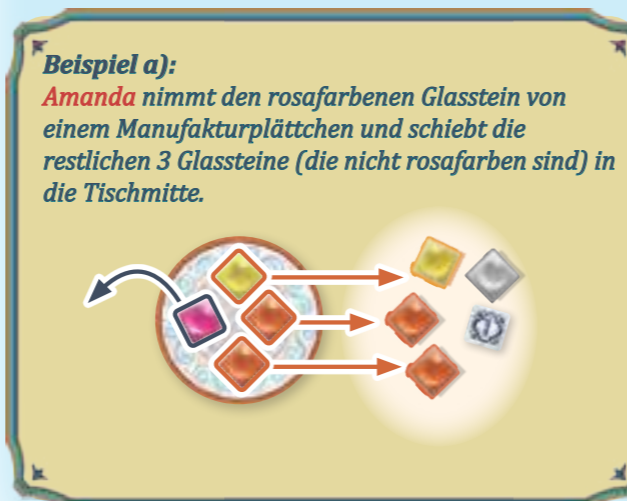 Beispiel a):
Amanda nimmt den rosafarbenen Glasstein von
einem Manufakturplättchen und schiebt die
restlichen 3 Glassteine (die nicht rosafarben sind) in
die Tischmitte.